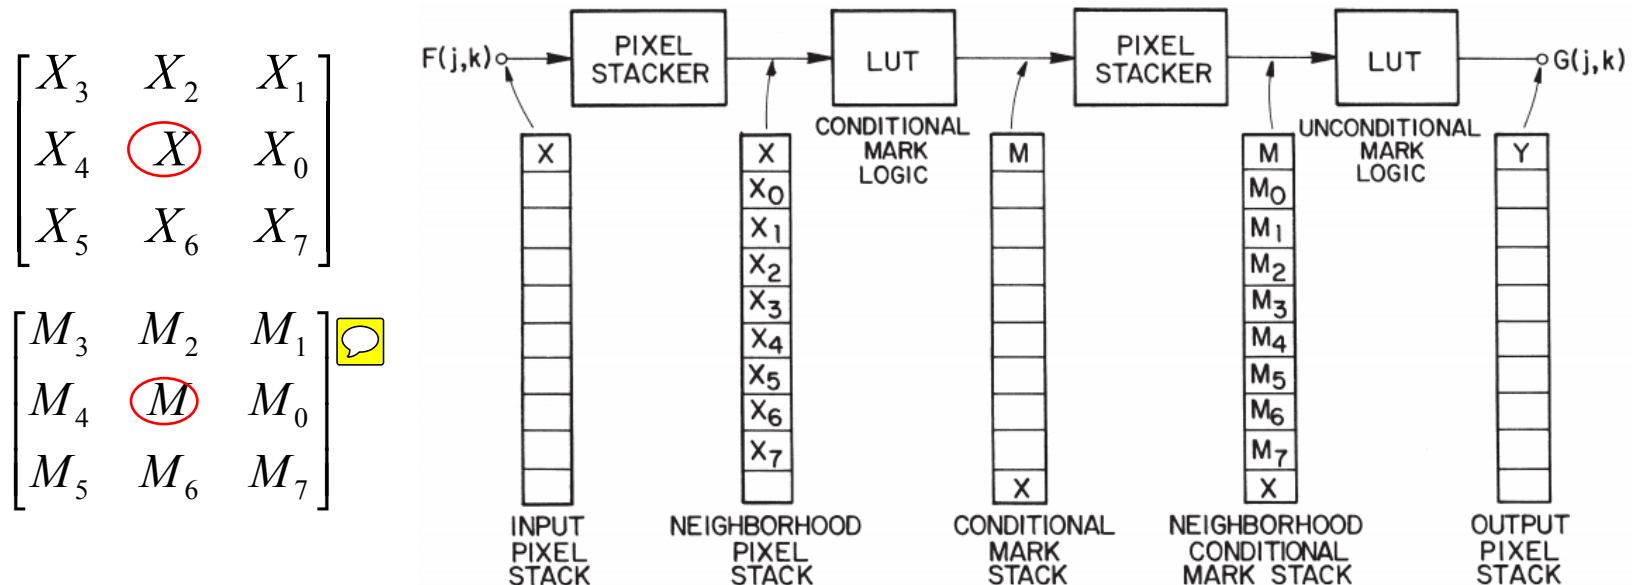 X₃ X₂ X₁
X₄ X X₀
X₅ X₆ X₇
M₃ M₂ M₁
M₄ M M₀
M₅ M₆ M₇
F(j,k)
PIXEL
STACKER
LUT
PIXEL
STACKER
LUT
G(j,k)
CONDITIONAL
MARK
LOGIC
UNCONDITIONAL
MARK
LOGIC
X
INPUT
PIXEL
STACK
X
X₀
X₁
X₂
X₃
X₄
X₅
X₆
X₇
NEIGHBORHOOD
PIXEL
STACK
M
X
CONDITIONAL
MARK
STACK
M
M₀
M₁
M₂
M₃
M₄
M₅
M₆
M₇
X
NEIGHBORHOOD
CONDITIONAL
MARK STACK
Y
OUTPUT
PIXEL
STACK